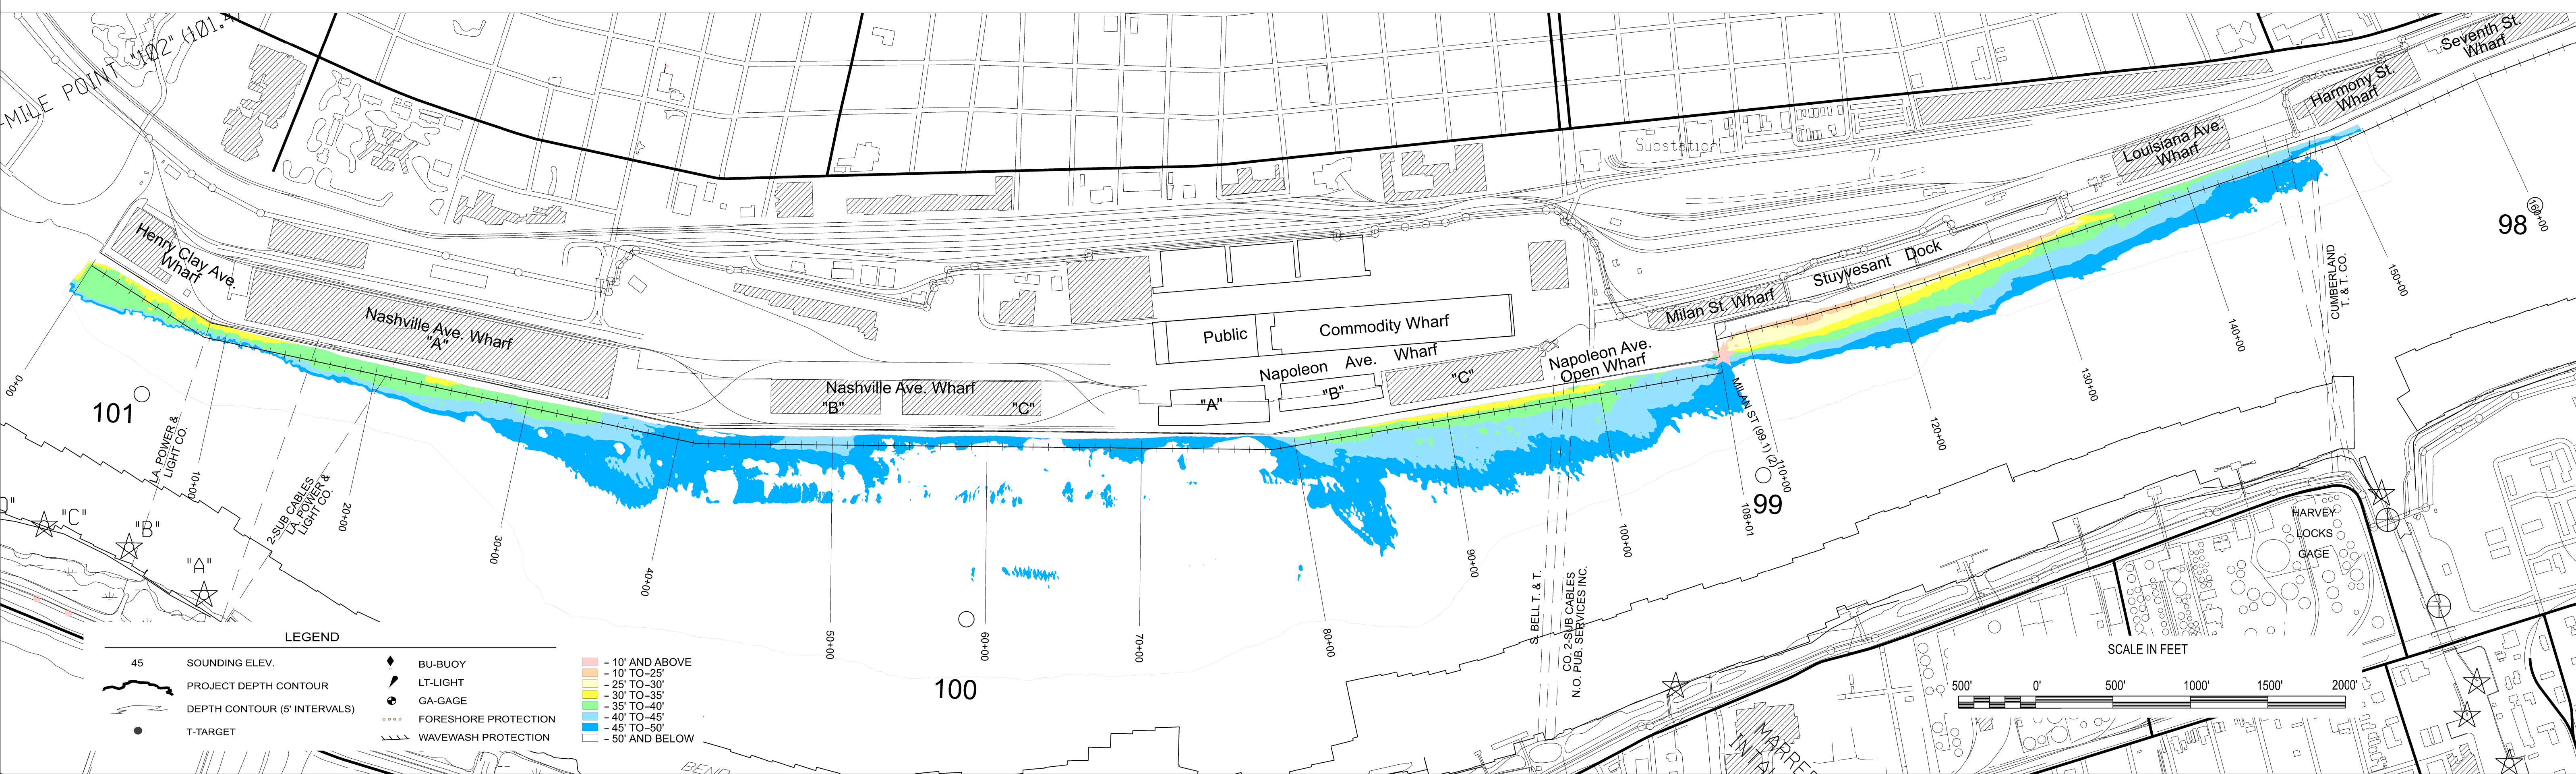 -MILE POINT "102" (101.4)
Henry Clay Ave.
Wharf
Nashville Ave. Wharf
"A"
Nashville Ave. Wharf
"B"
"C"
Public
Commodity Wharf
Napoleon Ave. Wharf
"A"
"B"
"C"
Napoleon Ave.
Open Wharf
Milan St. Wharf
Stuyvesant Dock
Substation
Louisiana Ave.
Wharf
Harmony St.
Wharf
Seventh St.
Wharf
101
100
99
98
0+00
10+00
20+00
30+00
40+00
50+00
60+00
70+00
80+00
90+00
100+00
108+01
110+00
120+00
130+00
140+00
150+00
160+00
MILAN ST (99.1) (2)
LA. POWER &
LIGHT CO.
2-SUB CABLES
LA. POWER &
LIGHT CO.
S. BELL T. & T.
CO. 2-SUB CABLES
N.O. PUB. SERVICES INC.
CUMBERLAND
T. & T. CO.
HARVEY
LOCKS
GAGE
"C"
"B"
"A"
LEGEND
45 SOUNDING ELEV.
PROJECT DEPTH CONTOUR
DEPTH CONTOUR (5' INTERVALS)
T-TARGET
BU-BUOY
LT-LIGHT
GA-GAGE
FORESHORE PROTECTION
WAVEWASH PROTECTION
- 10' AND ABOVE
- 10' TO-25'
- 25' TO-30'
- 30' TO-35'
- 35' TO-40'
- 40' TO-45'
- 45' TO-50'
- 50' AND BELOW
SCALE IN FEET
500' 0' 500' 1000' 1500' 2000'